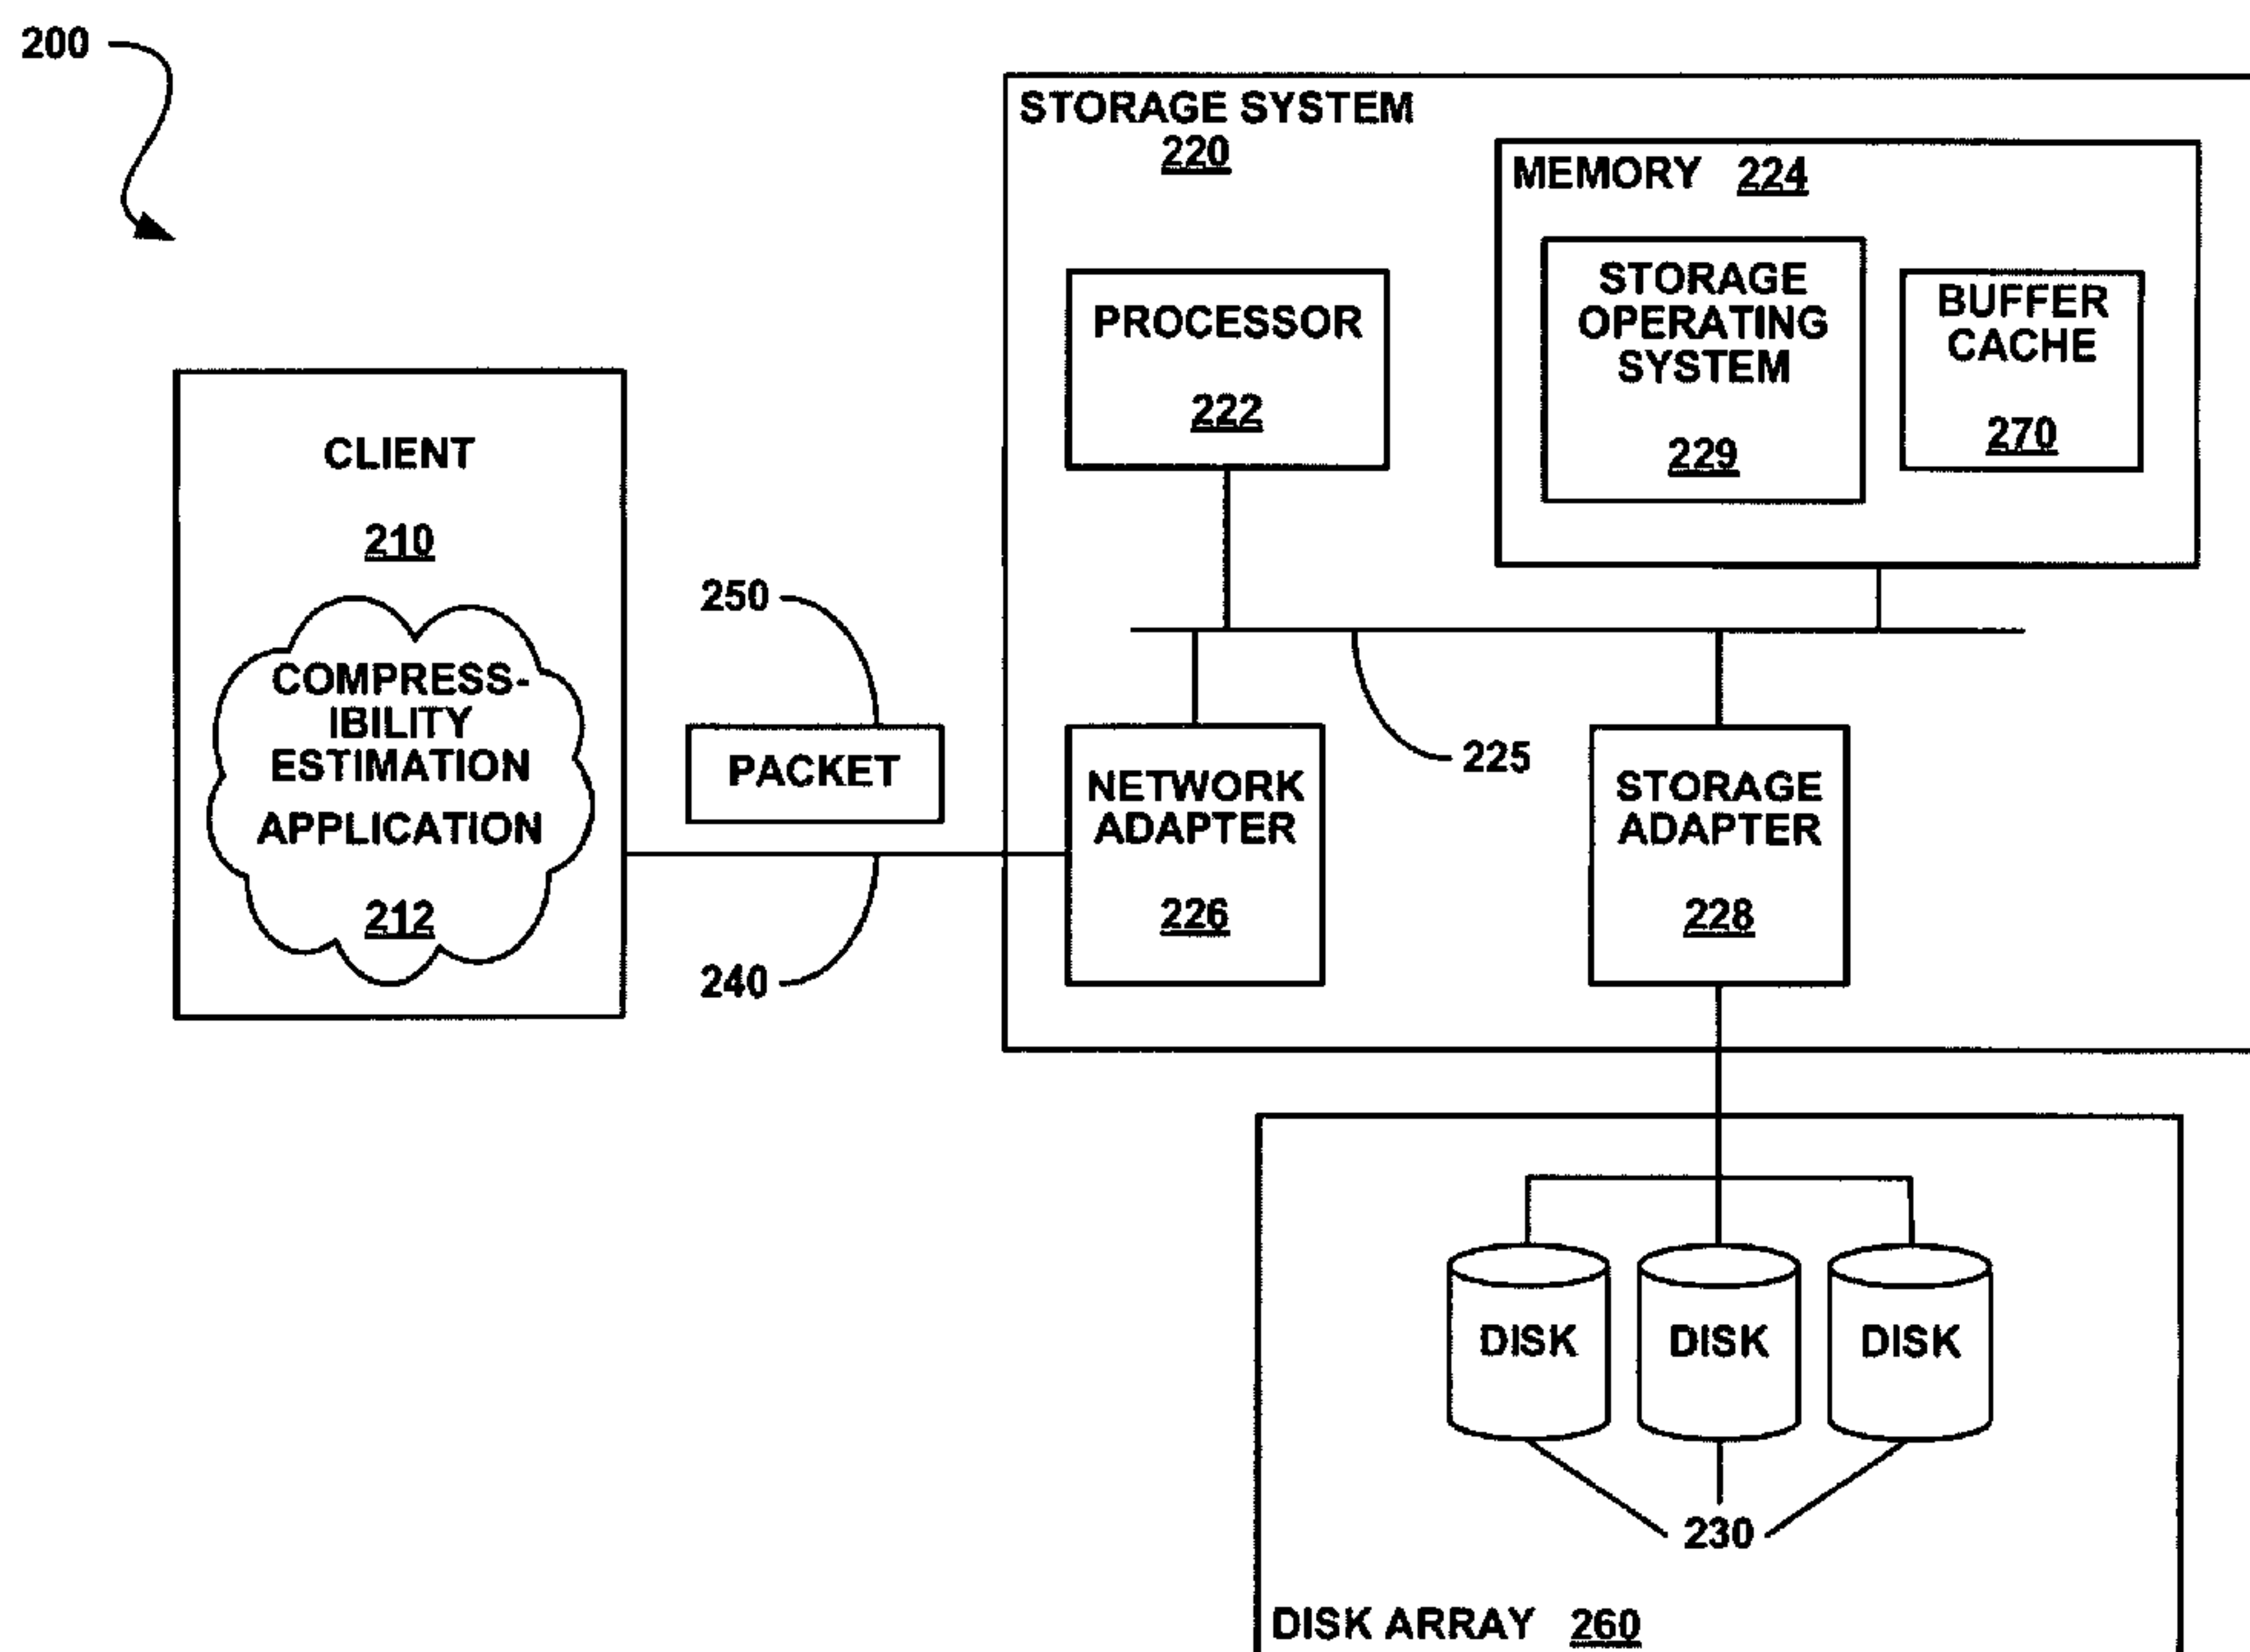 200
STORAGE SYSTEM
220
MEMORY 224
STORAGE
OPERATING
SYSTEM
229
BUFFER
CACHE
270
PROCESSOR
222
CLIENT
210
COMPRESS-
IBILITY
ESTIMATION
APPLICATION
212
250
PACKET
240
225
NETWORK
ADAPTER
226
STORAGE
ADAPTER
228
DISK
DISK
DISK
230
DISK ARRAY 260